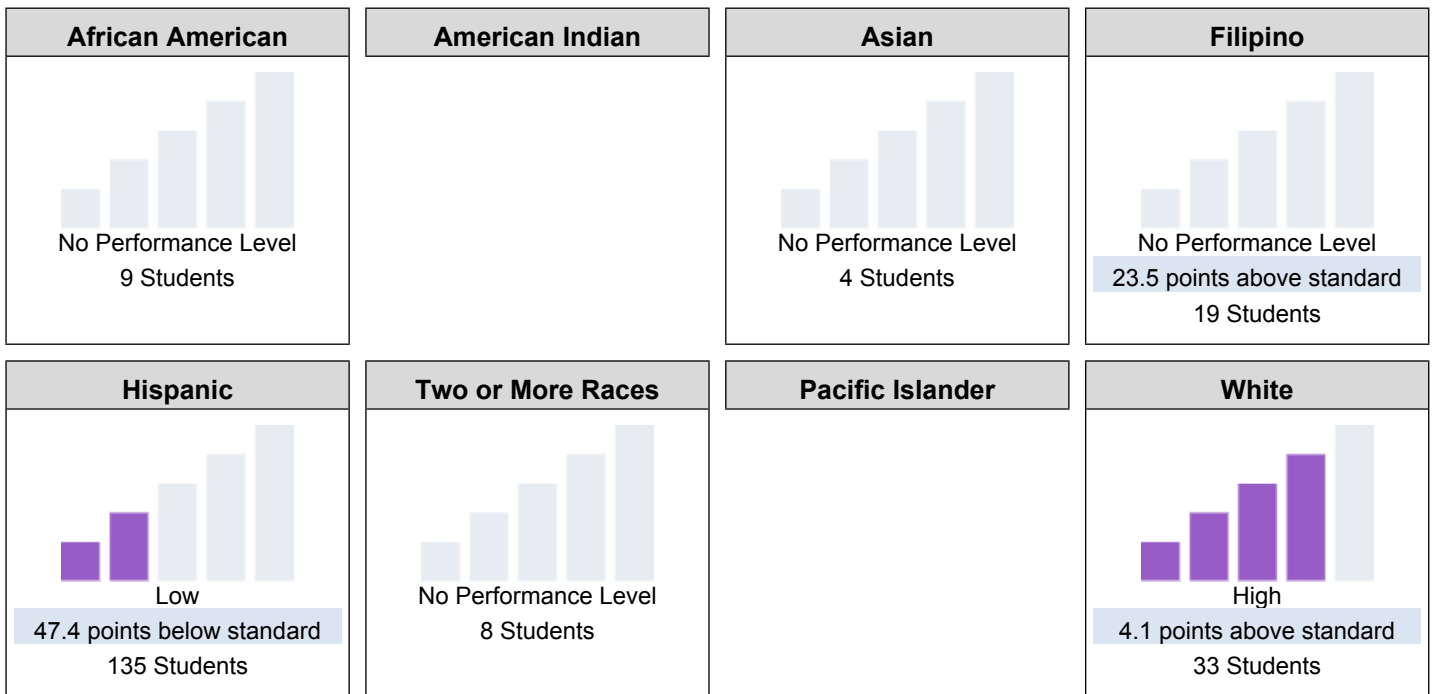 African American
No Performance Level
9 Students
American Indian
Asian
No Performance Level
4 Students
Filipino
No Performance Level
23.5 points above standard
19 Students
Hispanic
Low
47.4 points below standard
135 Students
Two or More Races
No Performance Level
8 Students
Pacific Islander
White
High
4.1 points above standard
33 Students